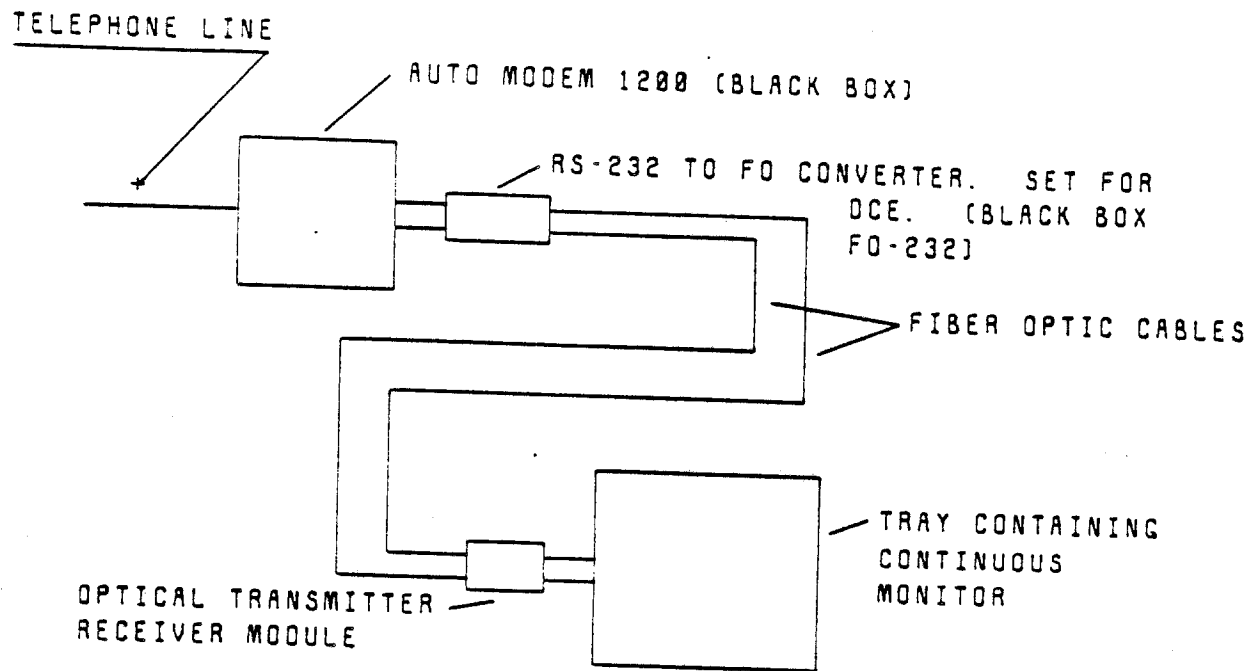 TELEPHONE LINE
AUTO MODEM 1200 (BLACK BOX)
RS-232 TO FO CONVERTER. SET FOR
DCE. (BLACK BOX
FO-232)
FIBER OPTIC CABLES
TRAY CONTAINING
CONTINUOUS
MONITOR
OPTICAL TRANSMITTER
RECEIVER MODULE